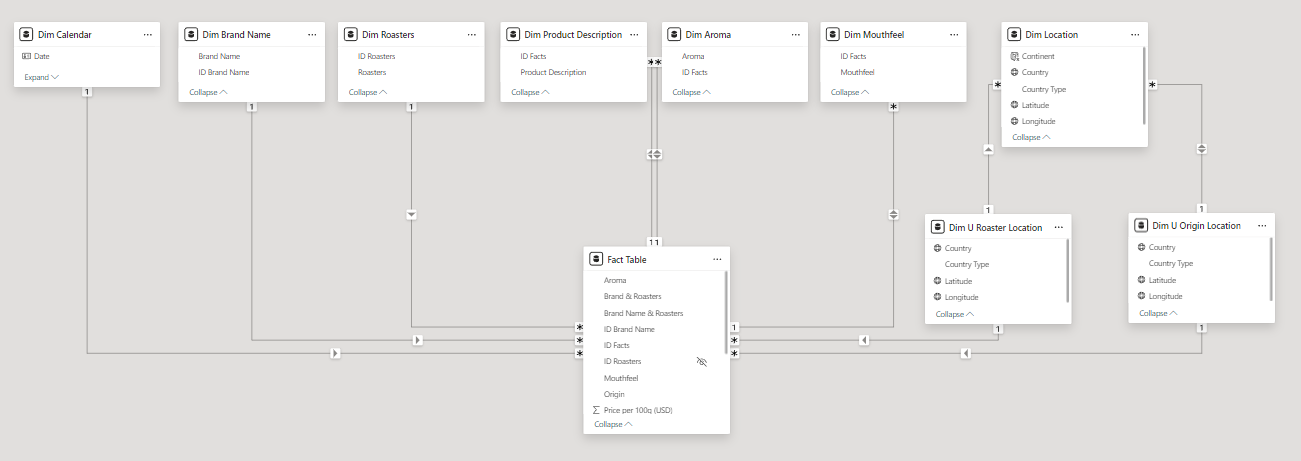 Dim Calendar
Date
Expand
Dim Brand Name
Brand Name
ID Brand Name
Collapse
Dim Roasters
ID Roasters
Roasters
Collapse
Dim Product Description
ID Facts
Product Description
Collapse
Dim Aroma
Aroma
ID Facts
Collapse
Dim Mouthfeel
ID Facts
Mouthfeel
Collapse
Dim Location
Continent
Country
Country Type
Latitude
Longitude
Collapse
1
1
1
**
*
*
*
1
1
11
Dim U Roaster Location
Country
Country Type
Latitude
Longitude
Collapse
Dim U Origin Location
Country
Country Type
Latitude
Longitude
Collapse
Fact Table
Aroma
Brand & Roasters
Brand Name & Roasters
ID Brand Name
ID Facts
ID Roasters
Mouthfeel
Origin
Σ Price per 100g (USD)
Collapse
*
*
*
1
*
*
1
1